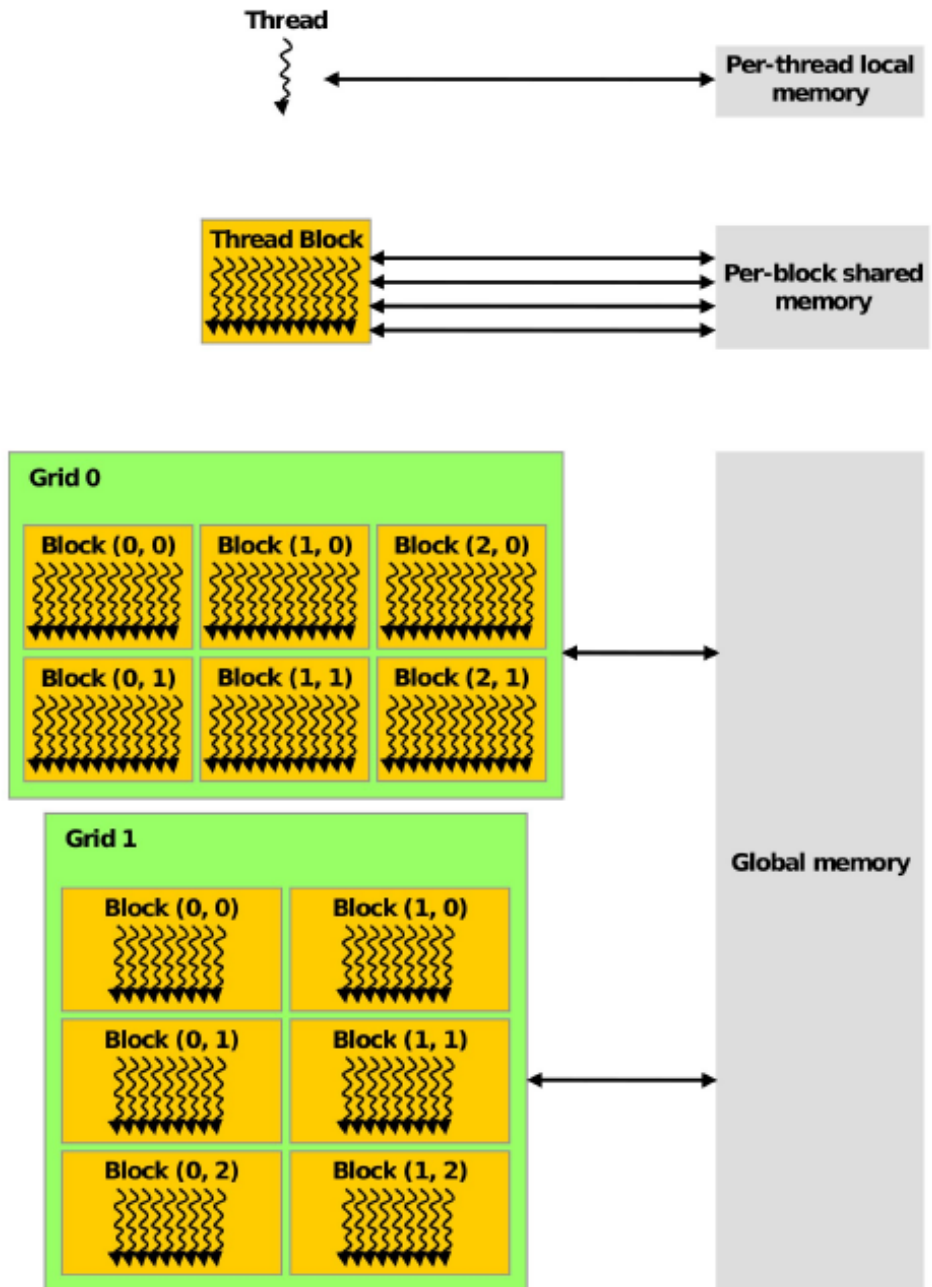 Thread
Per-thread local
memory
Thread Block
Per-block shared
memory
Grid 0
Block (0, 0)
Block (1, 0)
Block (2, 0)
Block (0, 1)
Block (1, 1)
Block (2, 1)
Grid 1
Global memory
Block (0, 0)
Block (1, 0)
Block (0, 1)
Block (1, 1)
Block (0, 2)
Block (1, 2)